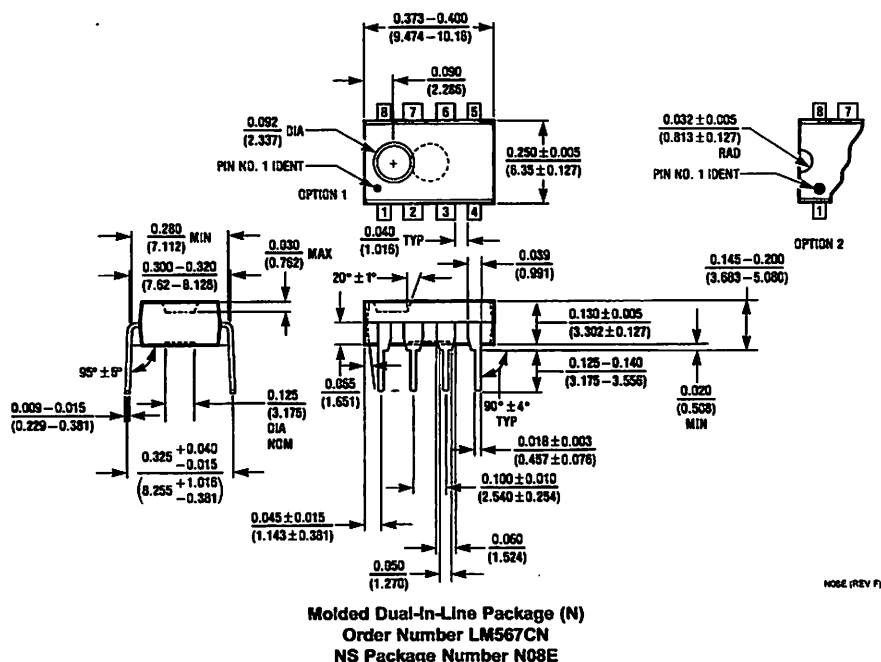 0.373–0.400
(9.474–10.16)
0.090
(2.286)
8 7 6 5
0.092 DIA
(2.337)
PIN NO. 1 IDENT
OPTION 1
1 2 3 4
0.250 ± 0.005
(6.35 ± 0.127)
0.032 ± 0.005
(0.813 ± 0.127)
RAD
PIN NO. 1 IDENT
8 7
1
OPTION 2
0.280 MIN
(7.112)
0.300–0.320
(7.62–8.128)
0.030 MAX
(0.762)
0.040 TYP
(1.016)
0.039
(0.991)
20° ± 1°
0.145–0.200
(3.683–5.080)
0.130 ± 0.005
(3.302 ± 0.127)
0.125–0.140
(3.175–3.556)
0.020
(0.508)
MIN
95° ± 5°
0.009–0.015
(0.229–0.381)
0.125
(3.175)
DIA
NOM
0.065
(1.651)
90° ± 4°
TYP
0.018 ± 0.003
(0.457 ± 0.076)
0.325 +0.040
−0.015
(8.255 +1.016
−0.381)
0.100 ± 0.010
(2.540 ± 0.254)
0.045 ± 0.015
(1.143 ± 0.381)
0.060
(1.524)
0.050
(1.270)
N08E (REV F)
Molded Dual-In-Line Package (N)
Order Number LM567CN
NS Package Number N08E